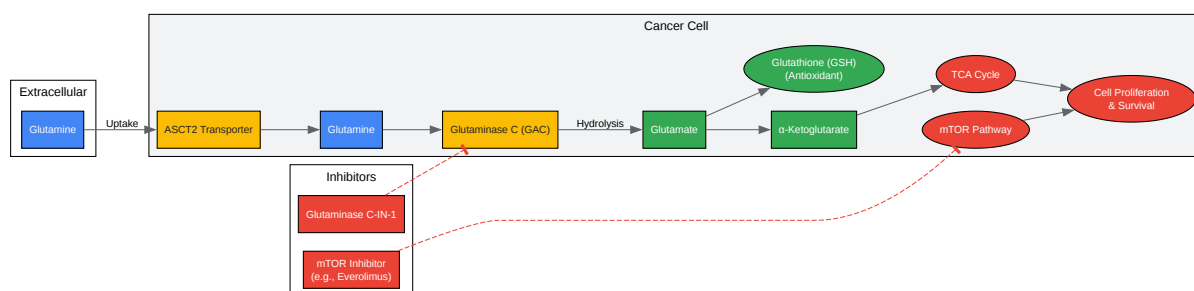 Cancer Cell
Extracellular
Glutamine
Uptake
ASCT2 Transporter
Glutamine
Glutaminase C (GAC)
Hydrolysis
Glutamate
Glutathione (GSH)
(Antioxidant)
α-Ketoglutarate
TCA Cycle
mTOR Pathway
Cell Proliferation
& Survival
Inhibitors
Glutaminase C-IN-1
mTOR Inhibitor
(e.g., Everolimus)